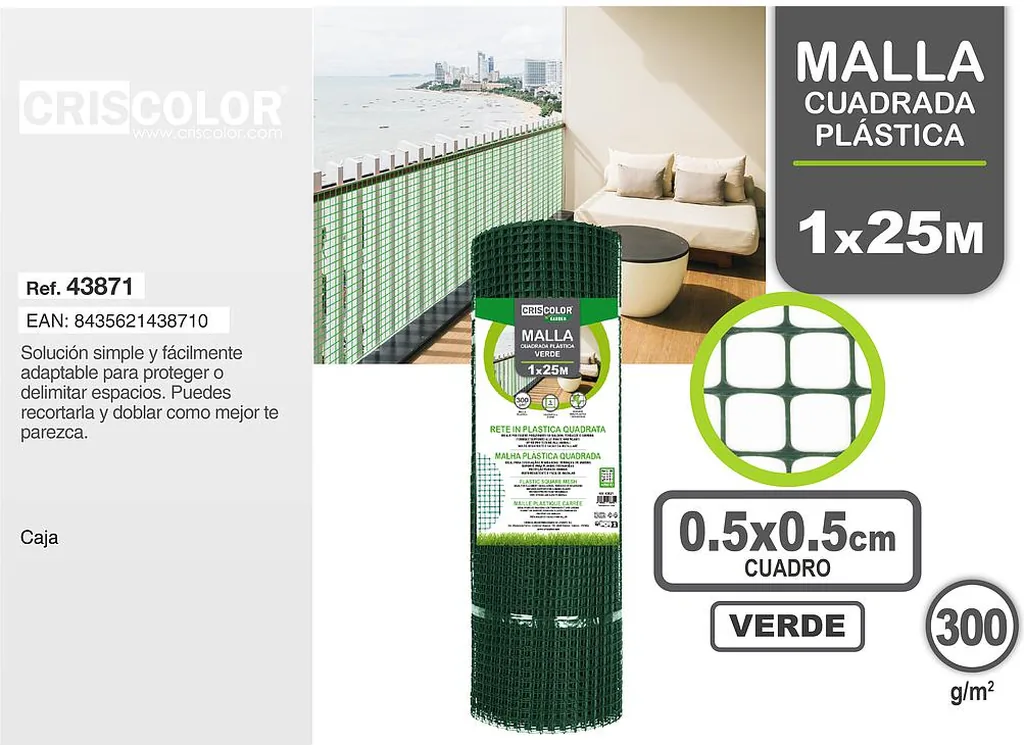 CRISCOLOR®
www.criscolor.com
Ref. 43871
EAN: 8435621438710
Solución simple y fácilmente
adaptable para proteger o
delimitar espacios. Puedes
recortarla y doblar como mejor te
parezca.
Caja
MALLA
CUADRADA
PLÁSTICA
1x25M
CRISCOLOR
GARDEN
MALLA
CUADRADA PLÁSTICA
VERDE
1x25M
300
RETE IN PLASTICA QUADRATA
MALHA PLÁSTICA QUADRADA
PLASTIC SQUARE MESH
MAILLE PLASTIQUE CARRÉE
0.5x0.5cm
CUADRO
VERDE
300
g/m²